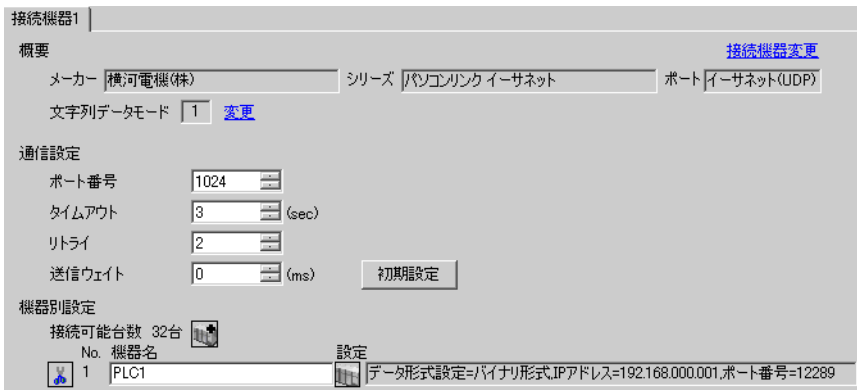 接続機器1
概要 接続機器変更
メーカー 横河電機(株) シリーズ パソコンリンク イーサネット ポート イーサネット(UDP)
文字列データモード 1 変更
通信設定
ポート番号 1024
タイムアウト 3 (sec)
リトライ 2
送信ウェイト 0 (ms) 初期設定
機器別設定
接続可能台数 32台
No. 機器名 設定
1 PLC1 データ形式設定=バイナリ形式,IPアドレス=192.168.000.001,ポート番号=12289